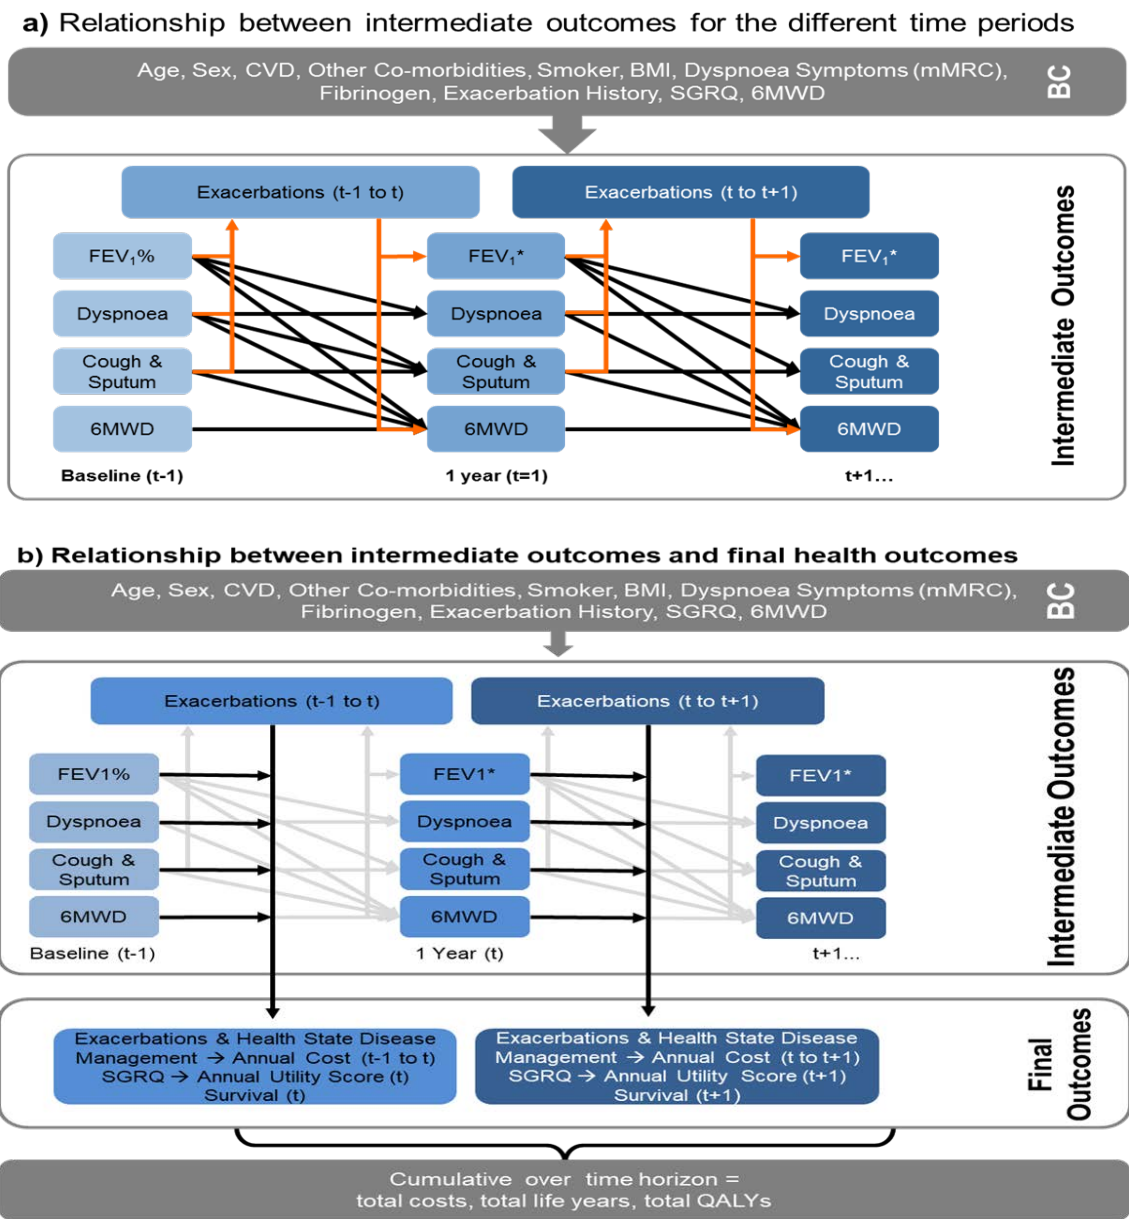 a) Relationship between intermediate outcomes for the different time periods
Age, Sex, CVD, Other Co-morbidities, Smoker, BMI, Dyspnoea Symptoms (mMRC),
Fibrinogen, Exacerbation History, SGRQ, 6MWD
BC
Exacerbations (t-1 to t)
Exacerbations (t to t+1)
FEV₁%
FEV₁*
FEV₁*
Dyspnoea
Dyspnoea
Dyspnoea
Cough &
Sputum
Cough &
Sputum
Cough &
Sputum
6MWD
6MWD
6MWD
Baseline (t-1)
1 year (t=1)
t+1...
Intermediate Outcomes
b) Relationship between intermediate outcomes and final health outcomes
Age, Sex, CVD, Other Co-morbidities, Smoker, BMI, Dyspnoea Symptoms (mMRC),
Fibrinogen, Exacerbation History, SGRQ, 6MWD
BC
Exacerbations (t-1 to t)
Exacerbations (t to t+1)
FEV1%
FEV1*
FEV1*
Dyspnoea
Dyspnoea
Dyspnoea
Cough &
Sputum
Cough &
Sputum
Cough &
Sputum
6MWD
6MWD
6MWD
Baseline (t-1)
1 Year (t)
t+1...
Intermediate Outcomes
Exacerbations & Health State Disease
Management → Annual Cost (t-1 to t)
SGRQ → Annual Utility Score (t)
Survival (t)
Exacerbations & Health State Disease
Management → Annual Cost (t to t+1)
SGRQ → Annual Utility Score (t+1)
Survival (t+1)
Final
Outcomes
Cumulative over time horizon =
total costs, total life years, total QALYs